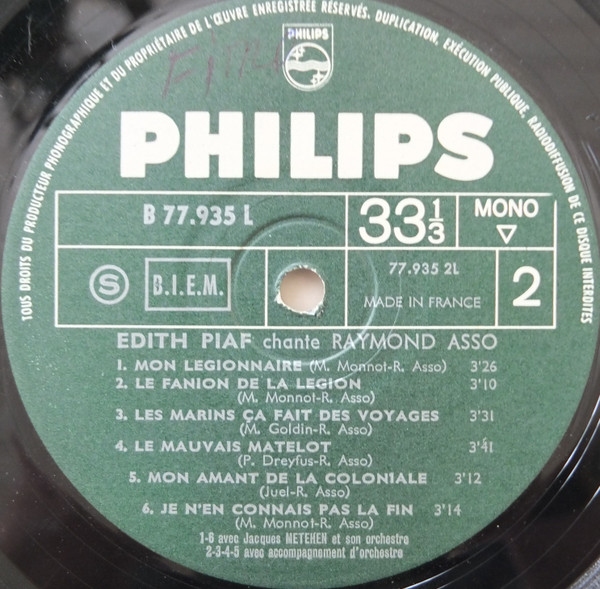 TOUS DROITS DU PRODUCTEUR PHONOGRAPHIQUE ET DU PROPRIÉTAIRE DE L'ŒUVRE ENREGISTRÉE RÉSERVÉS. DUPLICATION, EXÉCUTION PUBLIQUE, RADIODIFFUSION DE CE DISQUE INTERDITES
PHILIPS
PHILIPS
B 77.935 L
33 1/3
MONO
▽
S
B.I.E.M.
77.935 2L
MADE IN FRANCE
2
EDITH PIAF chante RAYMOND ASSO
1. MON LEGIONNAIRE (M. Monnot-R. Asso) 3'26
2. LE FANION DE LA LEGION 3'10
(M. Monnot-R. Asso)
3. LES MARINS ÇA FAIT DES VOYAGES 3'31
(M. Goldin-R. Asso)
4. LE MAUVAIS MATELOT 3'41
(P. Dreyfus-R. Asso)
5. MON AMANT DE LA COLONIALE 3'12
(Juel-R. Asso)
6. JE N'EN CONNAIS PAS LA FIN 3'14
(M. Monnot-R. Asso)
1-6 avec Jacques METEHEN et son orchestre
2-3-4-5 avec accompagnement d'orchestre